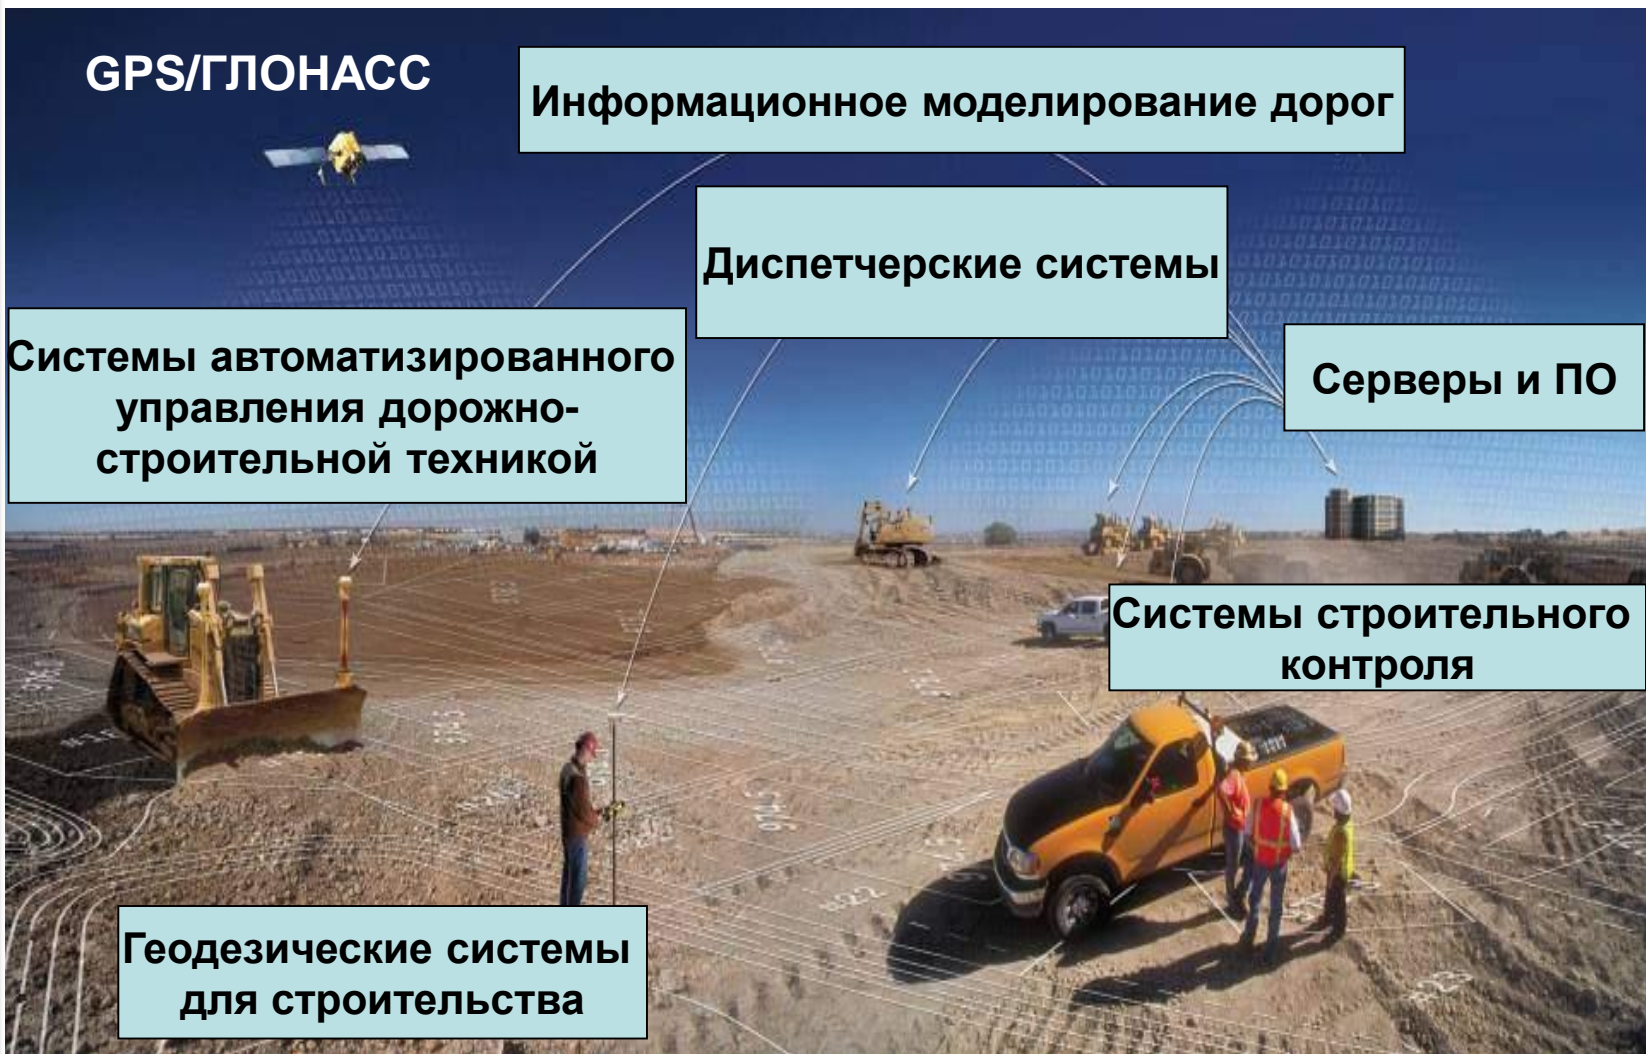 GPS/ГЛОНАСС
Информационное моделирование дорог
Диспетчерские системы
Системы автоматизированного
управления дорожно-
строительной техникой
Серверы и ПО
Системы строительного
контроля
Геодезические системы
для строительства